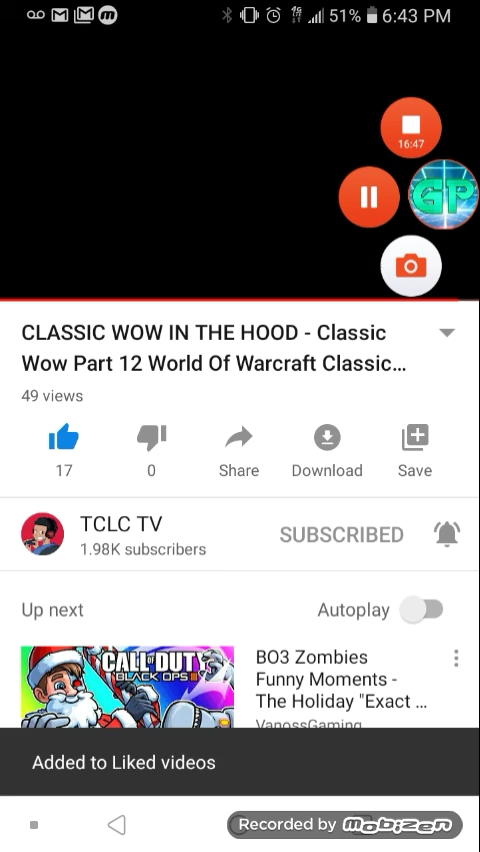 51% 6:43 PM
16:47
GP
CLASSIC WOW IN THE HOOD - Classic
Wow Part 12 World Of Warcraft Classic...
49 views
17 0 Share Download Save
TCLC TV
1.98K subscribers
SUBSCRIBED
Up next
Autoplay
CALL OF DUTY
BLACK OPS III
BO3 Zombies
Funny Moments -
The Holiday "Exact ...
VanossGaming
Added to Liked videos
Recorded by mobizen